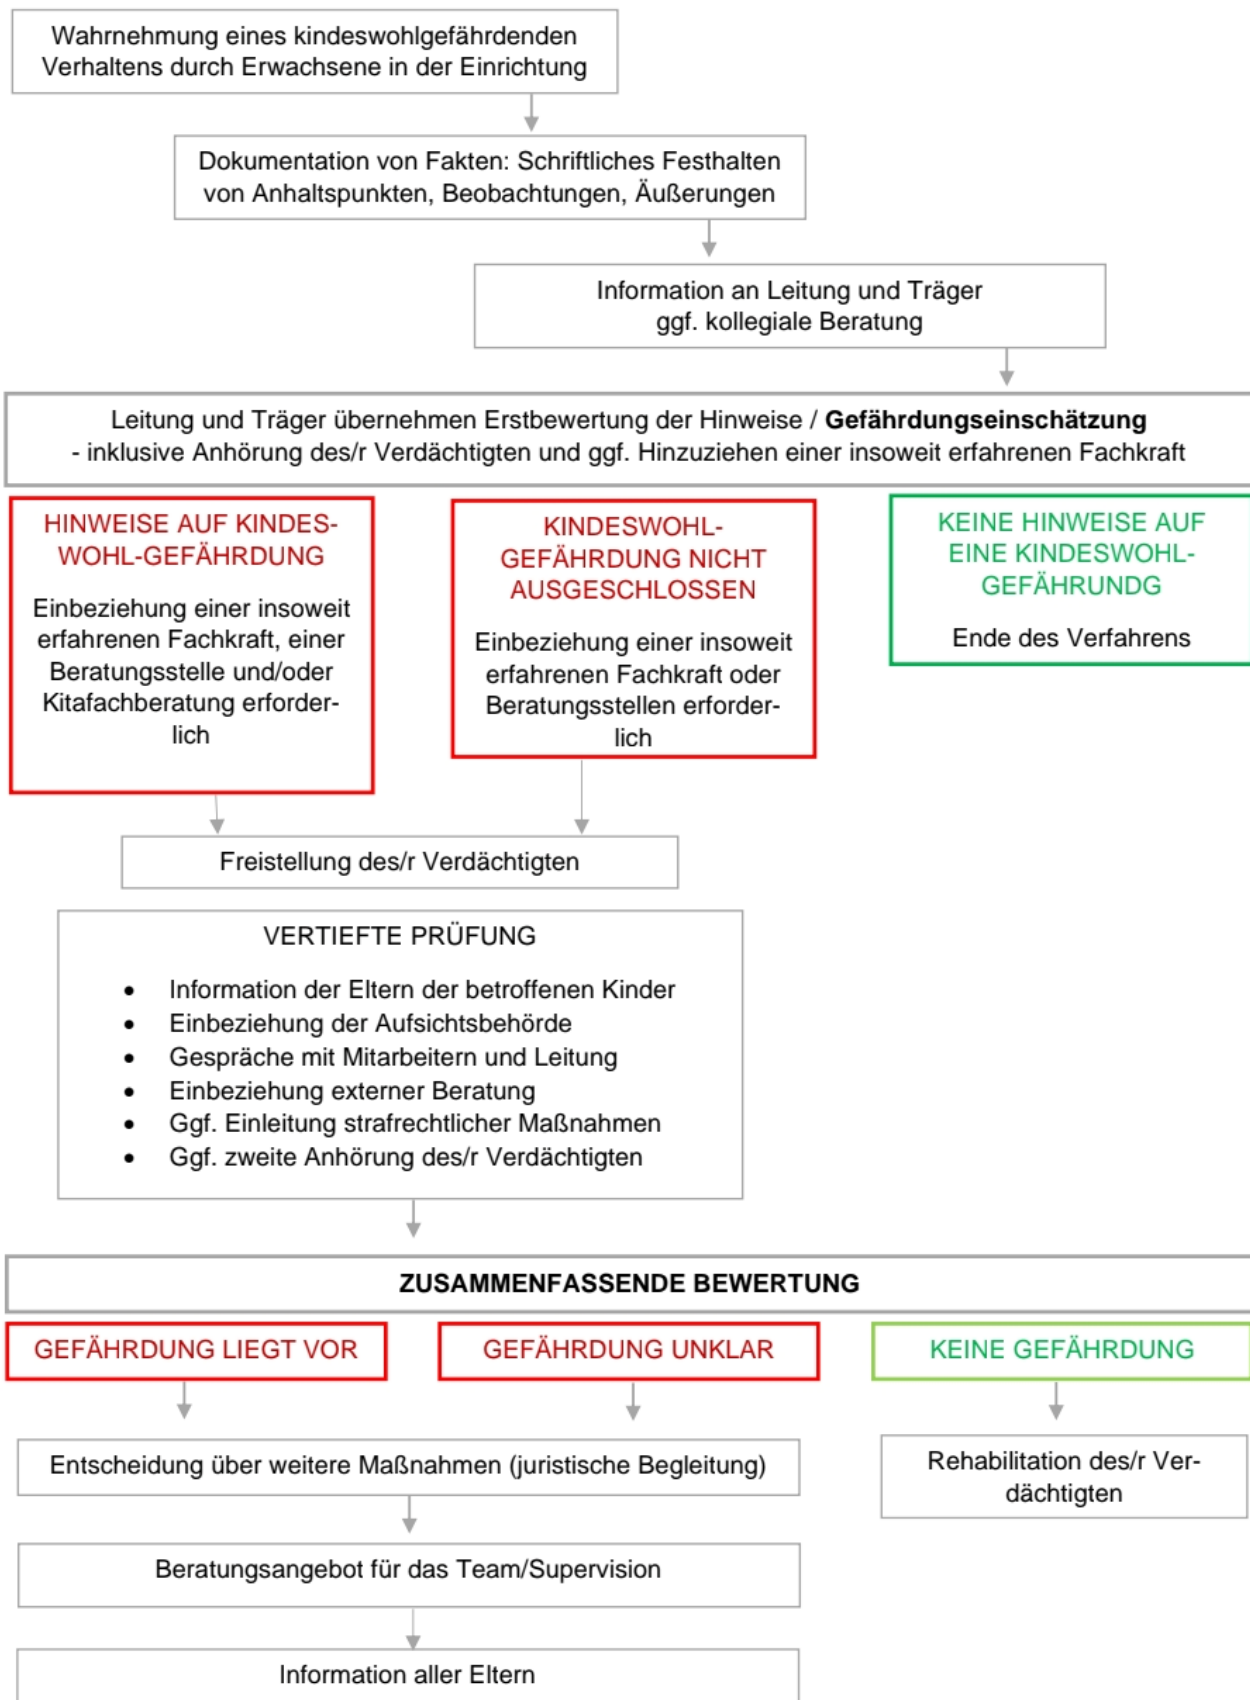 Wahrnehmung eines kindeswohlgefährdenden
Verhaltens durch Erwachsene in der Einrichtung
Dokumentation von Fakten: Schriftliches Festhalten
von Anhaltspunkten, Beobachtungen, Äußerungen
Information an Leitung und Träger
ggf. kollegiale Beratung
Leitung und Träger übernehmen Erstbewertung der Hinweise / Gefährdungseinschätzung
- inklusive Anhörung des/r Verdächtigten und ggf. Hinzuziehen einer insoweit erfahrenen Fachkraft
HINWEISE AUF KINDES-
WOHL-GEFÄHRDUNG
Einbeziehung einer insoweit
erfahrenen Fachkraft, einer
Beratungsstelle und/oder
Kitafachberatung erforder-
lich
KINDESWOHL-
GEFÄHRDUNG NICHT
AUSGESCHLOSSEN
Einbeziehung einer insoweit
erfahrenen Fachkraft oder
Beratungsstellen erforder-
lich
KEINE HINWEISE AUF
EINE KINDESWOHL-
GEFÄHRUNDG
Ende des Verfahrens
Freistellung des/r Verdächtigten
VERTIEFTE PRÜFUNG
• Information der Eltern der betroffenen Kinder
• Einbeziehung der Aufsichtsbehörde
• Gespräche mit Mitarbeitern und Leitung
• Einbeziehung externer Beratung
• Ggf. Einleitung strafrechtlicher Maßnahmen
• Ggf. zweite Anhörung des/r Verdächtigten
ZUSAMMENFASSENDE BEWERTUNG
GEFÄHRDUNG LIEGT VOR
GEFÄHRDUNG UNKLAR
KEINE GEFÄHRDUNG
Entscheidung über weitere Maßnahmen (juristische Begleitung)
Rehabilitation des/r Ver-
dächtigten
Beratungsangebot für das Team/Supervision
Information aller Eltern